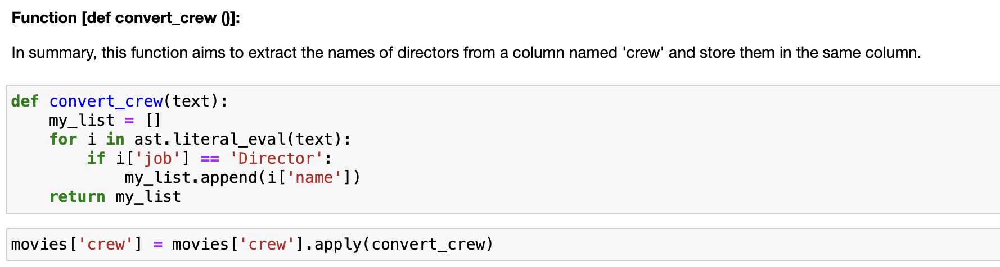 Function [def convert_crew ()]:
In summary, this function aims to extract the names of directors from a column named 'crew' and store them in the same column.
def convert_crew(text):
    my_list = []
    for i in ast.literal_eval(text):
        if i['job'] == 'Director':
            my_list.append(i['name'])
    return my_list
movies['crew'] = movies['crew'].apply(convert_crew)